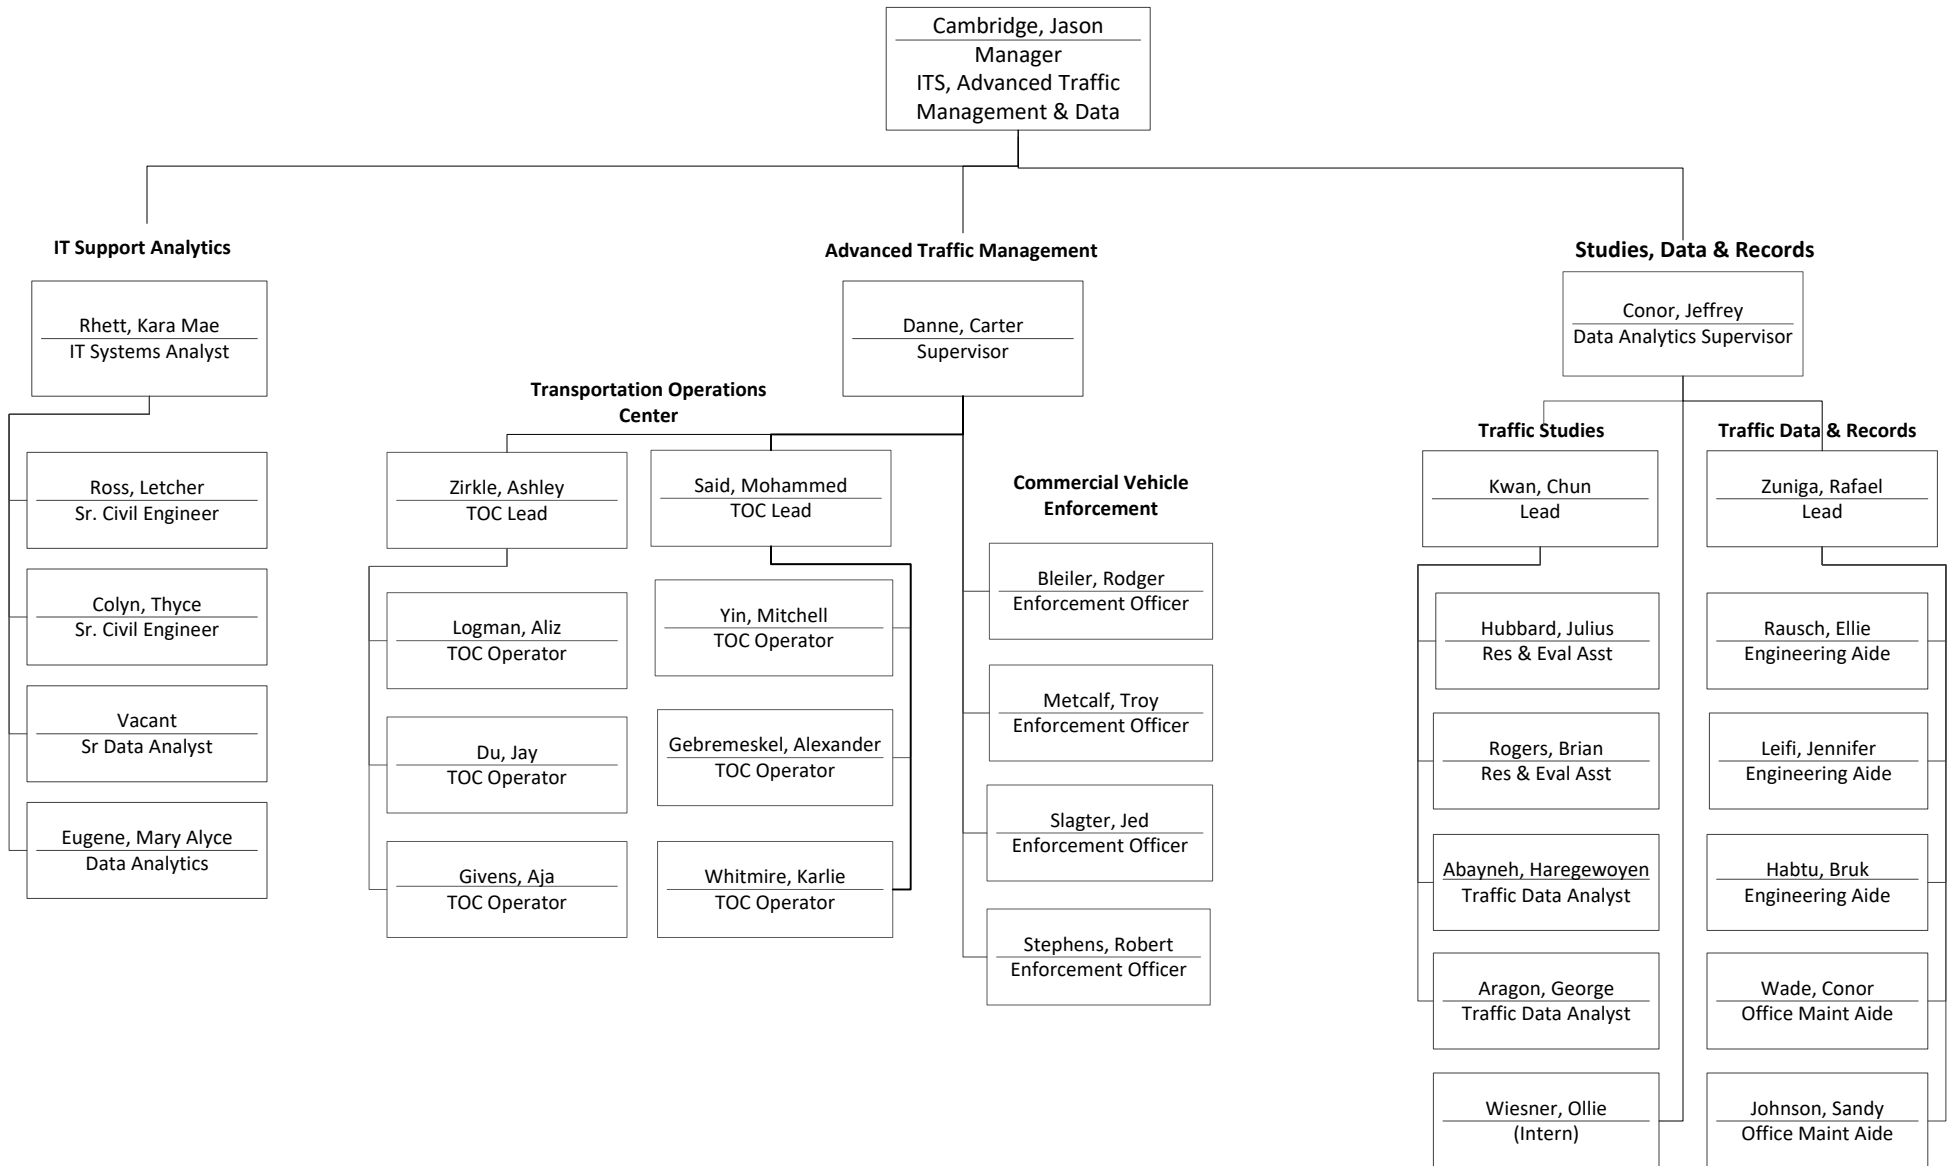 Cambridge, Jason
Manager
ITS, Advanced Traffic
Management & Data
IT Support Analytics
Rhett, Kara Mae
IT Systems Analyst
Ross, Letcher
Sr. Civil Engineer
Colyn, Thyce
Sr. Civil Engineer
Vacant
Sr Data Analyst
Eugene, Mary Alyce
Data Analytics
Advanced Traffic Management
Danne, Carter
Supervisor
Transportation Operations
Center
Zirkle, Ashley
TOC Lead
Logman, Aliz
TOC Operator
Du, Jay
TOC Operator
Givens, Aja
TOC Operator
Said, Mohammed
TOC Lead
Yin, Mitchell
TOC Operator
Gebremeskel, Alexander
TOC Operator
Whitmire, Karlie
TOC Operator
Commercial Vehicle
Enforcement
Bleiler, Rodger
Enforcement Officer
Metcalf, Troy
Enforcement Officer
Slagter, Jed
Enforcement Officer
Stephens, Robert
Enforcement Officer
Studies, Data & Records
Conor, Jeffrey
Data Analytics Supervisor
Traffic Studies
Kwan, Chun
Lead
Hubbard, Julius
Res & Eval Asst
Rogers, Brian
Res & Eval Asst
Abayneh, Haregewoyen
Traffic Data Analyst
Aragon, George
Traffic Data Analyst
Wiesner, Ollie
(Intern)
Traffic Data & Records
Zuniga, Rafael
Lead
Rausch, Ellie
Engineering Aide
Leifi, Jennifer
Engineering Aide
Habtu, Bruk
Engineering Aide
Wade, Conor
Office Maint Aide
Johnson, Sandy
Office Maint Aide